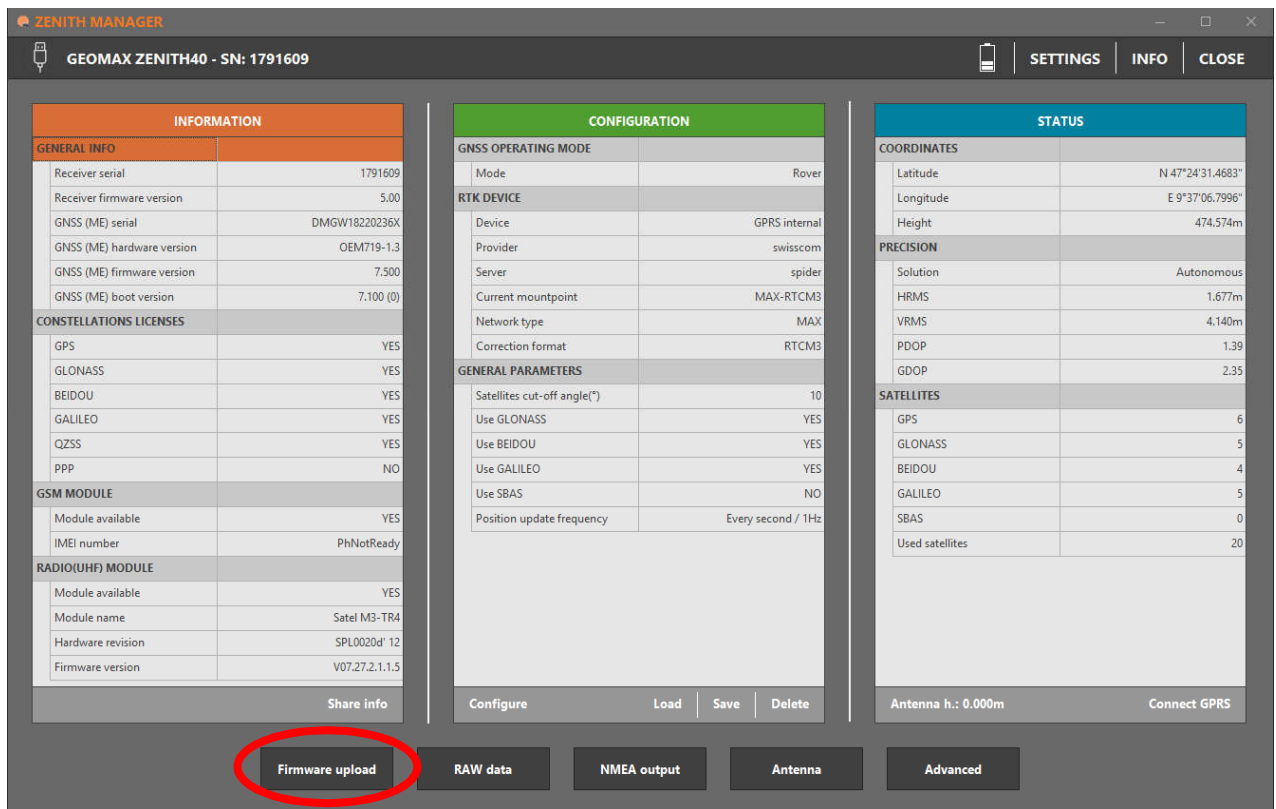 ZENITH MANAGER
GEOMAX ZENITH40 - SN: 1791609
SETTINGS
INFO
CLOSE
INFORMATION
GENERAL INFO
Receiver serial 1791609
Receiver firmware version 5.00
GNSS (ME) serial DMGW18220236X
GNSS (ME) hardware version OEM719-1.3
GNSS (ME) firmware version 7.500
GNSS (ME) boot version 7.100 (0)
CONSTELLATIONS LICENSES
GPS YES
GLONASS YES
BEIDOU YES
GALILEO YES
QZSS YES
PPP NO
GSM MODULE
Module available YES
IMEI number PhNotReady
RADIO(UHF) MODULE
Module available YES
Module name Satel M3-TR4
Hardware revision SPL0020d' 12
Firmware version V07.27.2.1.1.5
Share info
CONFIGURATION
GNSS OPERATING MODE
Mode Rover
RTK DEVICE
Device GPRS internal
Provider swisscom
Server spider
Current mountpoint MAX-RTCM3
Network type MAX
Correction format RTCM3
GENERAL PARAMETERS
Satellites cut-off angle(°) 10
Use GLONASS YES
Use BEIDOU YES
Use GALILEO YES
Use SBAS NO
Position update frequency Every second / 1Hz
Configure Load Save Delete
STATUS
COORDINATES
Latitude N 47°24'31.4683"
Longitude E 9°37'06.7996"
Height 474.574m
PRECISION
Solution Autonomous
HRMS 1.677m
VRMS 4.140m
PDOP 1.39
GDOP 2.35
SATELLITES
GPS 6
GLONASS 5
BEIDOU 4
GALILEO 5
SBAS 0
Used satellites 20
Antenna h.: 0.000m Connect GPRS
Firmware upload
RAW data
NMEA output
Antenna
Advanced